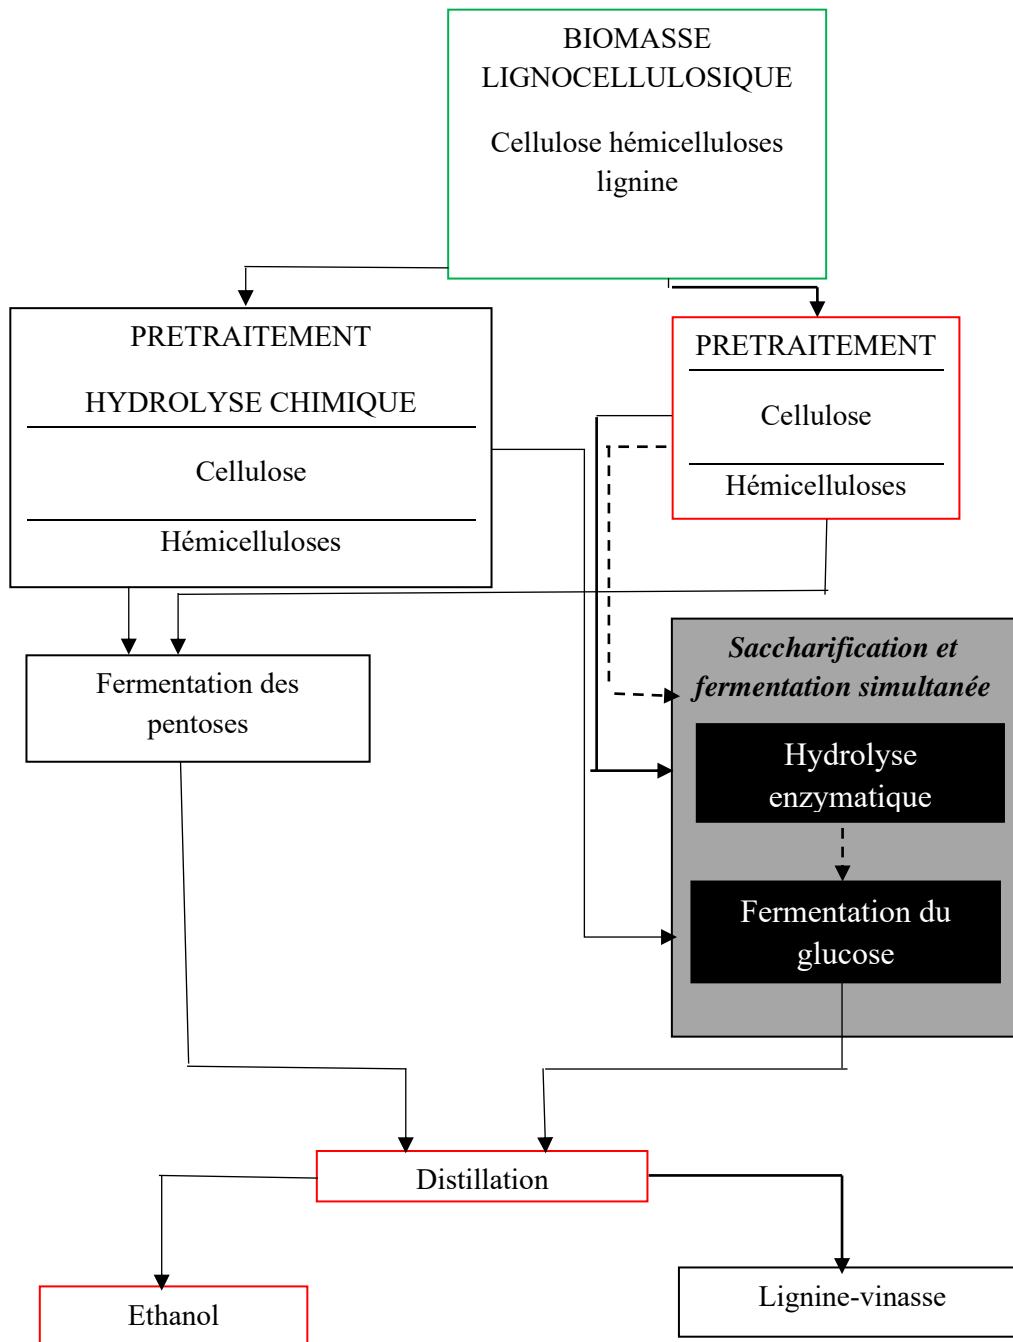 BIOMASSE
LIGNOCELLULOSIQUE
Cellulose hémicelluloses
lignine
PRETRAITEMENT
HYDROLYSE CHIMIQUE
Cellulose
Hémicelluloses
PRETRAITEMENT
Cellulose
Hémicelluloses
Fermentation des
pentoses
Saccharification et
fermentation simultanée
Hydrolyse
enzymatique
Fermentation du
glucose
Distillation
Ethanol
Lignine-vinasse